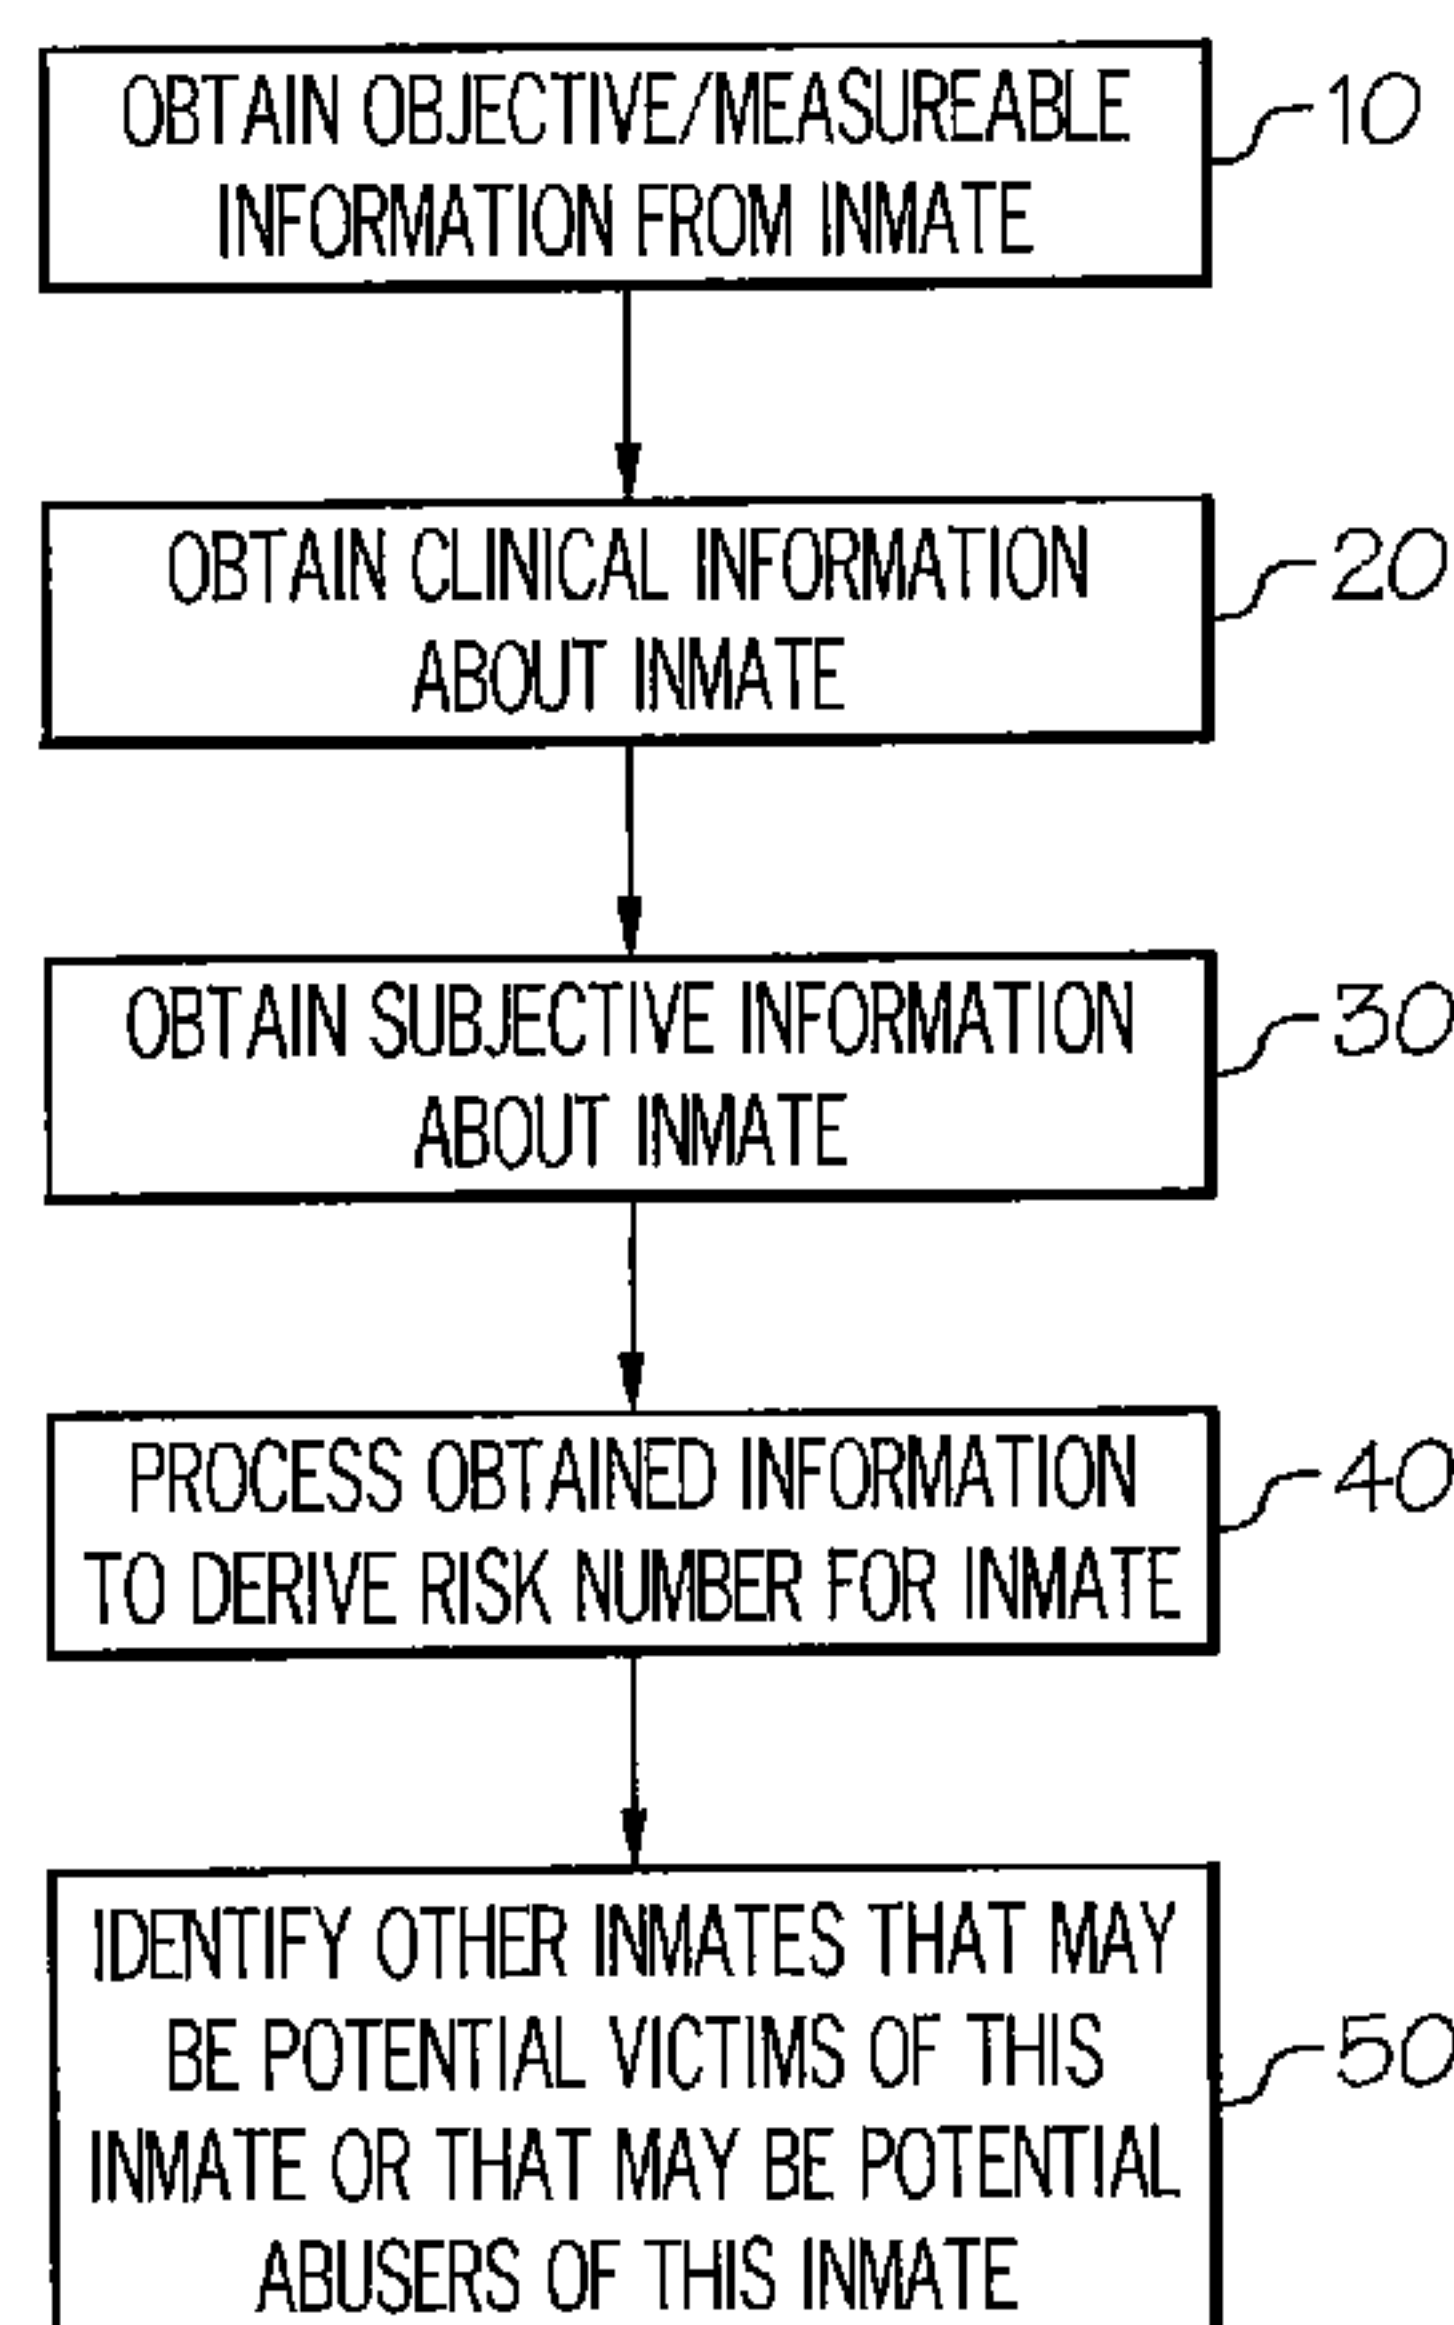 OBTAIN OBJECTIVE/MEASUREABLE
INFORMATION FROM INMATE
10
OBTAIN CLINICAL INFORMATION
ABOUT INMATE
20
OBTAIN SUBJECTIVE INFORMATION
ABOUT INMATE
30
PROCESS OBTAINED INFORMATION
TO DERIVE RISK NUMBER FOR INMATE
40
IDENTIFY OTHER INMATES THAT MAY
BE POTENTIAL VICTIMS OF THIS
INMATE OR THAT MAY BE POTENTIAL
ABUSERS OF THIS INMATE
50